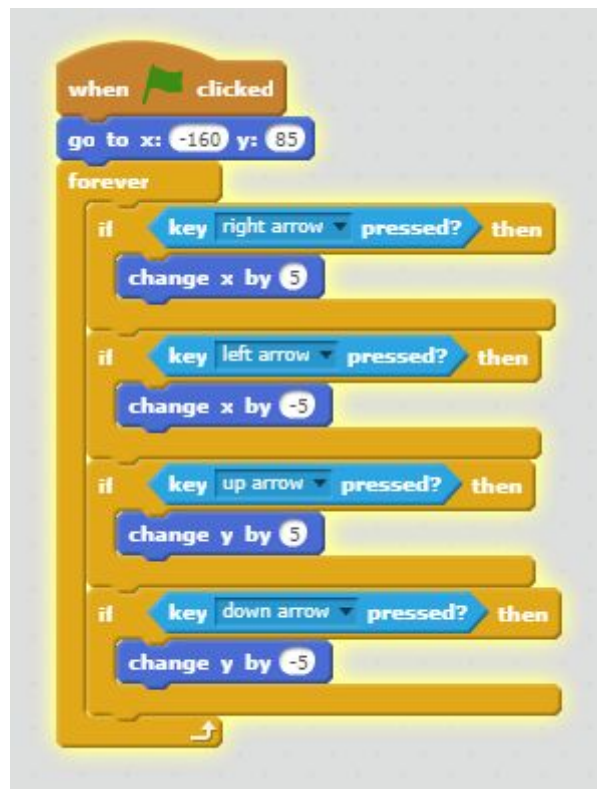 when clicked
go to x: -160 y: 85
forever
if key right arrow pressed? then
change x by 5
if key left arrow pressed? then
change x by -5
if key up arrow pressed? then
change y by 5
if key down arrow pressed? then
change y by -5